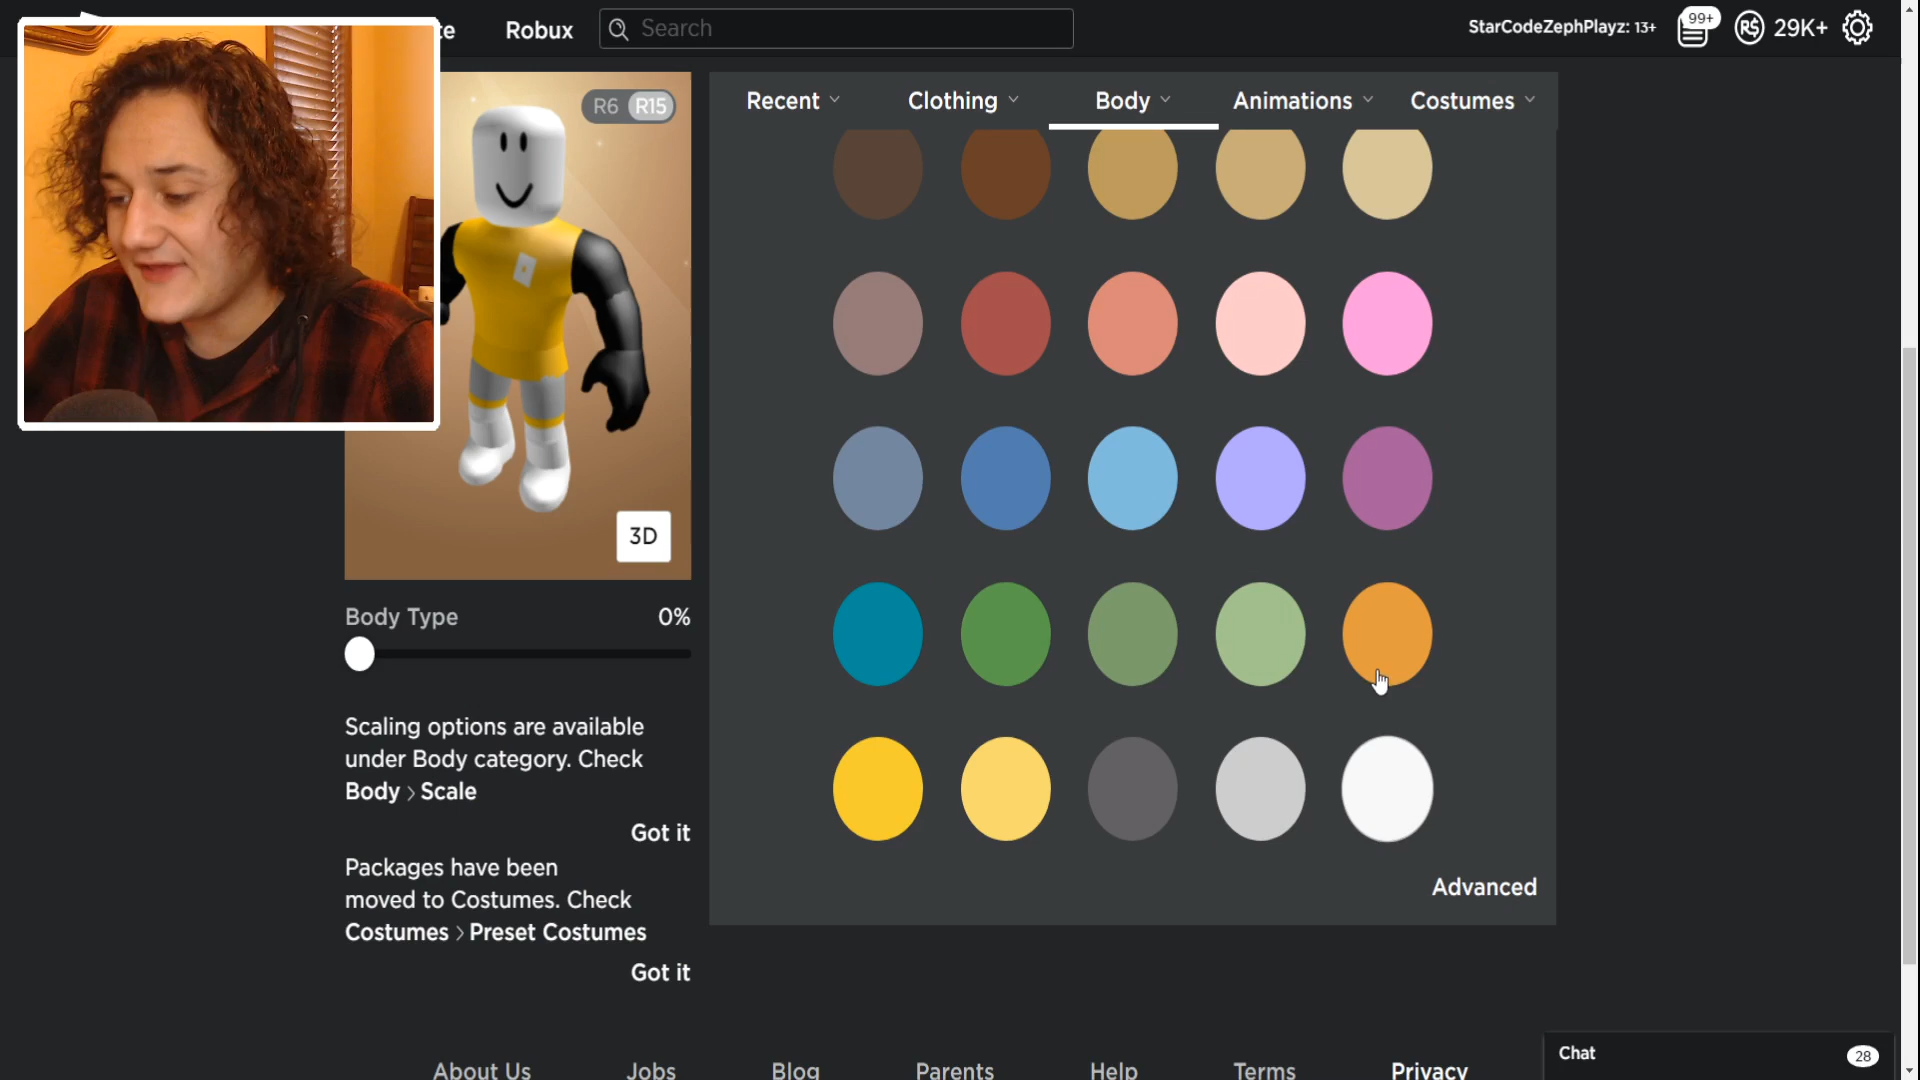 te Robux Search StarCodeZephPlayz: 13+ 99+ 29K+
R6 R15
Recent Clothing Body Animations Costumes
3D
Body Type 0%
Scaling options are available
under Body category. Check
Body > Scale
Got it
Packages have been
moved to Costumes. Check
Costumes > Preset Costumes
Got it
Advanced
About Us Jobs Blog Parents Help Terms Privacy
Chat 28